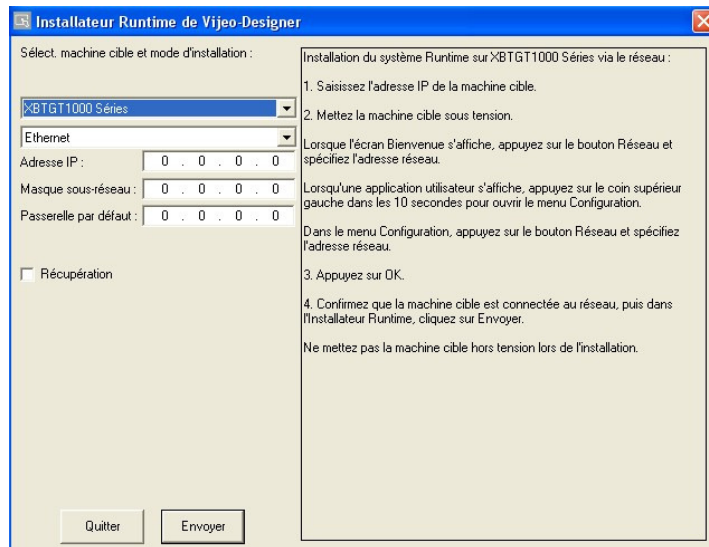 Installateur Runtime de Vijeo-Designer
Sélect. machine cible et mode d'installation :
XBTGT1000 Séries
Ethernet
Adresse IP : 0 . 0 . 0 . 0
Masque sous-réseau : 0 . 0 . 0 . 0
Passerelle par défaut : 0 . 0 . 0 . 0
Récupération
Quitter
Envoyer
Installation du système Runtime sur XBTGT1000 Séries via le réseau :
1. Saisissez l'adresse IP de la machine cible.
2. Mettez la machine cible sous tension.
Lorsque l'écran Bienvenue s'affiche, appuyez sur le bouton Réseau et
spécifiez l'adresse réseau.
Lorsqu'une application utilisateur s'affiche, appuyez sur le coin supérieur
gauche dans les 10 secondes pour ouvrir le menu Configuration.
Dans le menu Configuration, appuyez sur le bouton Réseau et spécifiez
l'adresse réseau.
3. Appuyez sur OK.
4. Confirmez que la machine cible est connectée au réseau, puis dans
l'Installateur Runtime, cliquez sur Envoyer.
Ne mettez pas la machine cible hors tension lors de l'installation.